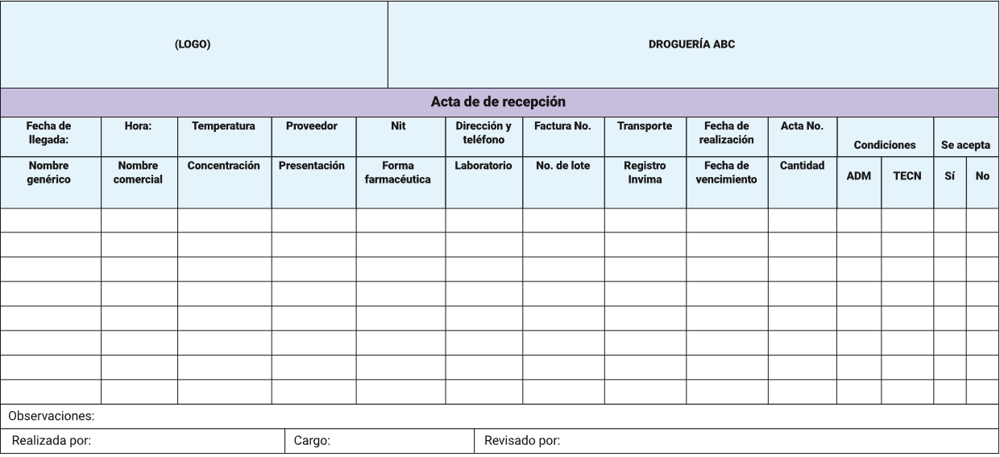 (LOGO)
DROGUERÍA ABC
Acta de de recepción
Fecha de
llegada:
Hora:
Temperatura
Proveedor
Nit
Dirección y
teléfono
Factura No.
Transporte
Fecha de
realización
Acta No.
Condiciones
Se acepta
Nombre
genérico
Nombre
comercial
Concentración
Presentación
Forma
farmacéutica
Laboratorio
No. de lote
Registro
Invima
Fecha de
vencimiento
Cantidad
ADM
TECN
Sí
No
Observaciones:
Realizada por:
Cargo:
Revisado por: